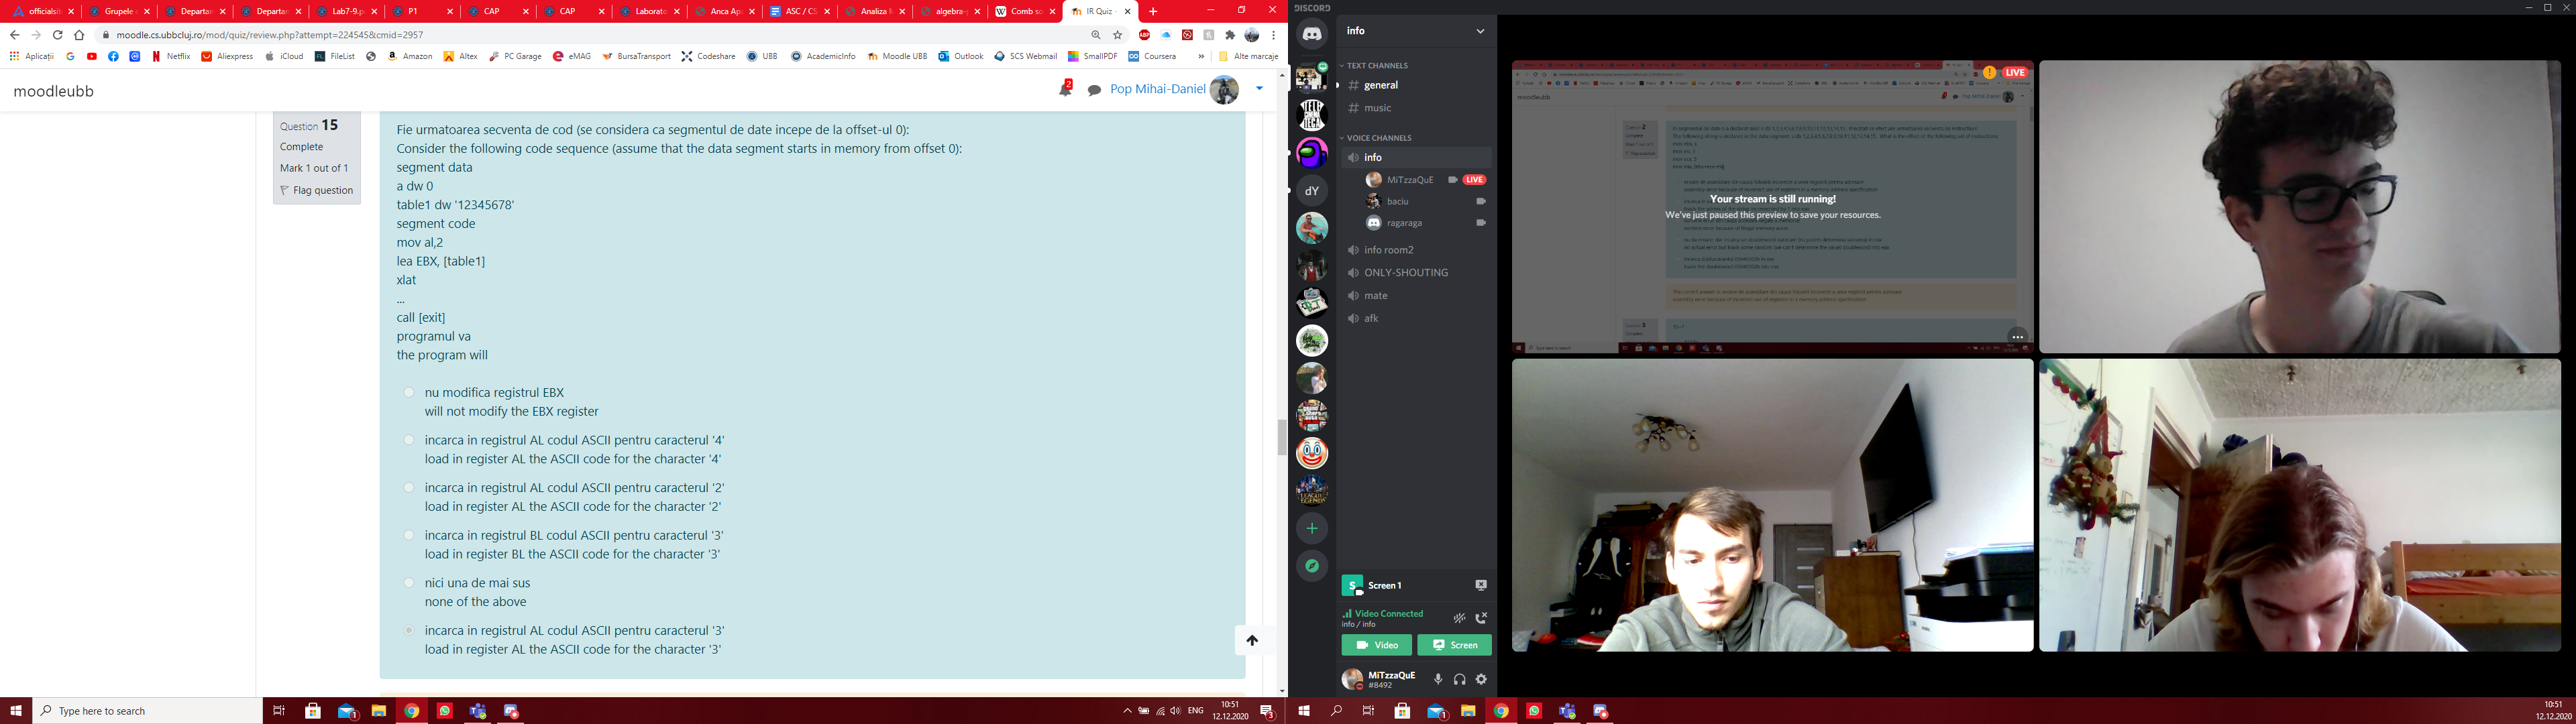 officialsit
Grupele
Departan
Departan
Lab7-9.p
P1
CAP
CAP
Laborato
Anca Ap
ASC / CS
Analiza
algebra-
Comb so
IR Quiz
moodle.cs.ubbcluj.ro/mod/quiz/review.php?attempt=224545&cmid=2957
Aplicații
Netflix
Aliexpress
iCloud
FileList
Amazon
Altex
PC Garage
eMAG
BursaTransport
Codeshare
UBB
AcademicInfo
Moodle UBB
Outlook
SCS Webmail
SmallPDF
Coursera
»
Alte marcaje
moodleubb
2
Pop Mihai-Daniel
Question 15
Complete
Mark 1 out of 1
Flag question
Fie urmatoarea secventa de cod (se considera ca segmentul de date incepe de la offset-ul 0):
Consider the following code sequence (assume that the data segment starts in memory from offset 0):
segment data
a dw 0
table1 dw '12345678'
segment code
mov al,2
lea EBX, [table1]
xlat
...
call [exit]
programul va
the program will
nu modifica registrul EBX
will not modify the EBX register
incarca in registrul AL codul ASCII pentru caracterul '4'
load in register AL the ASCII code for the character '4'
incarca in registrul AL codul ASCII pentru caracterul '2'
load in register AL the ASCII code for the character '2'
incarca in registrul BL codul ASCII pentru caracterul '3'
load in register BL the ASCII code for the character '3'
nici una de mai sus
none of the above
incarca in registrul AL codul ASCII pentru caracterul '3'
load in register AL the ASCII code for the character '3'
Type here to search
ENG
10:51
12.12.2020
DISCORD
info
TEXT CHANNELS
general
music
VOICE CHANNELS
info
MiTzzaQuE
LIVE
baciu
ragaraga
info room2
ONLY-SHOUTING
mate
afk
dY
Screen 1
Video Connected
info / info
Video
Screen
MiTzzaQuE
#8492
LIVE
moodleubb
Your stream is still running!
We've just paused this preview to save your resources.
10:51
12.12.2020